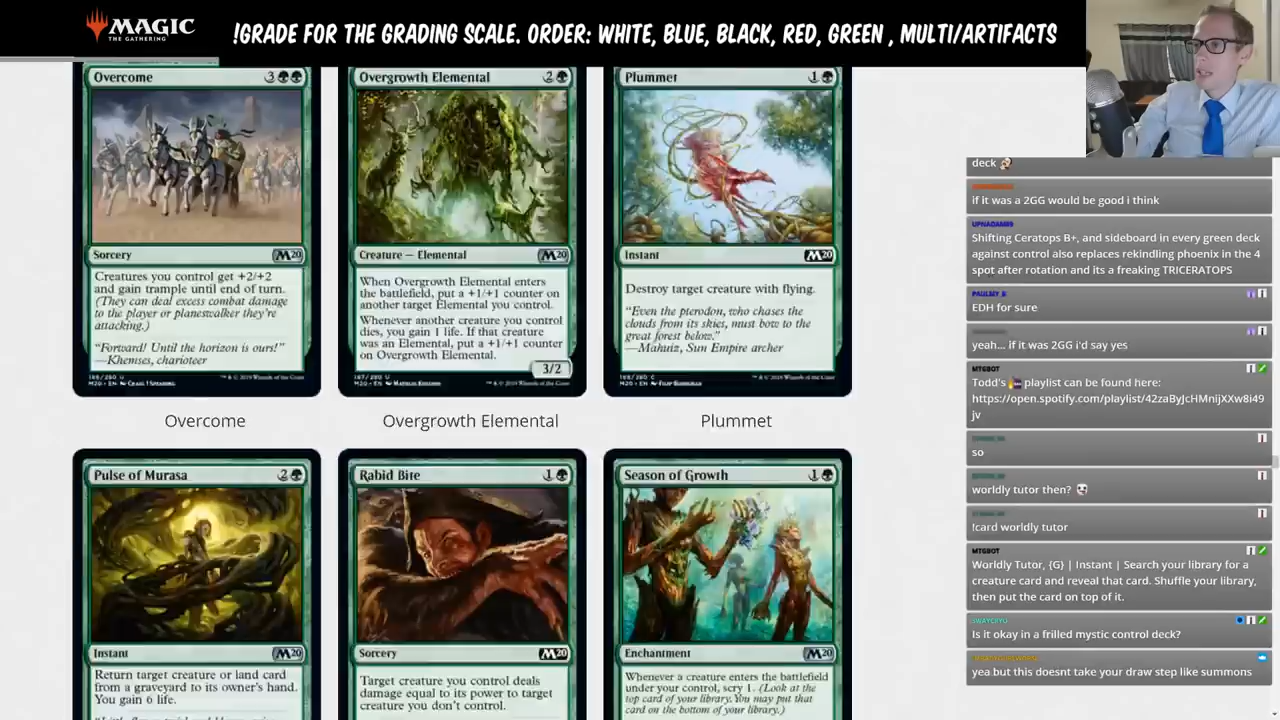 MAGIC
THE GATHERING
!GRADE FOR THE GRADING SCALE. ORDER: WHITE, BLUE, BLACK, RED, GREEN , MULTI/ARTIFACTS
Overcome 3
Sorcery M20
Creatures you control get +2/+2
and gain trample until end of turn.
(They can deal excess combat damage
to the player or planeswalker they're
attacking.)
"Forward! Until the horizon is ours!"
—Khemses, charioteer
Overgrowth Elemental 2
Creature — Elemental M20
When Overgrowth Elemental enters
the battlefield, put a +1/+1 counter on
another target Elemental you control.
Whenever another creature you control
dies, you gain 1 life. If that creature
was an Elemental, put a +1/+1 counter
on Overgrowth Elemental.
3/2
Plummet 1
Instant M20
Destroy target creature with flying.
"Even the pterodon, who chases the
clouds from its skies, must bow to the
great forest below."
—Mahuiz, Sun Empire archer
Overcome
Overgrowth Elemental
Plummet
Pulse of Murasa 2
Instant M20
Return target creature or land card
from a graveyard to its owner's hand.
You gain 6 life.
Rabid Bite 1
Sorcery M20
Target creature you control deals
damage equal to its power to target
creature you don't control.
Season of Growth 1
Enchantment M20
Whenever a creature enters the battlefield
under your control, scry 1. (Look at the
top card of your library. You may put that
card on the bottom of your library.)
deck
if it was a 2GG would be good i think
Shifting Ceratops B+, and sideboard in every green deck
against control also replaces rekindling phoenix in the 4
spot after rotation and its a freaking TRICERATOPS
EDH for sure
yeah... if it was 2GG i'd say yes
MTGBOT
Todd's playlist can be found here:
https://open.spotify.com/playlist/42zaByJcHMnijXXw8i49
jv
so
worldly tutor then?
!card worldly tutor
MTGBOT
Worldly Tutor, {G} | Instant | Search your library for a
creature card and reveal that card. Shuffle your library,
then put the card on top of it.
Is it okay in a frilled mystic control deck?
yea but this doesnt take your draw step like summons